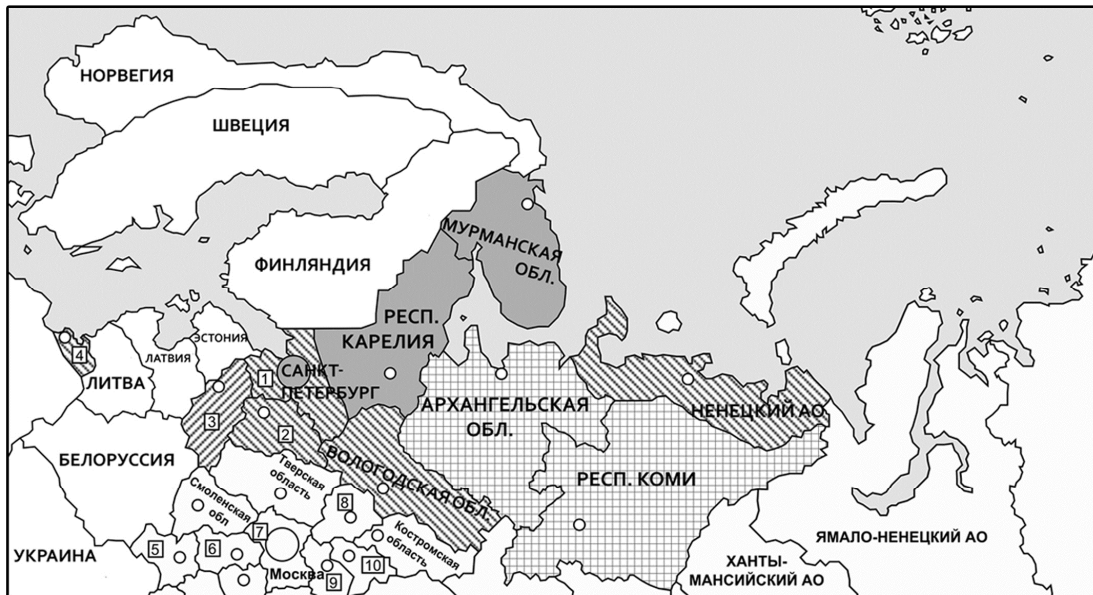 НОРВЕГИЯ
ШВЕЦИЯ
МУРМАНСКАЯ
ОБЛ.
ФИНЛЯНДИЯ
РЕСП.
КАРЕЛИЯ
ЭСТОНИЯ
ЛАТВИЯ
4
ЛИТВА
1
САНКТ-
ПЕТЕРБУРГ
АРХАНГЕЛЬСКАЯ
ОБЛ.
НЕНЕЦКИЙ АО
3
2
БЕЛОРУССИЯ
ВОЛОГОДСКАЯ ОБЛ.
Тверская
область
РЕСП. КОМИ
Смоленская
обл
8
7
Костромская
область
УКРАИНА
5
6
Москва
9
10
ЯМАЛО-НЕНЕЦКИЙ АО
ХАНТЫ-
МАНСИЙСКИЙ АО